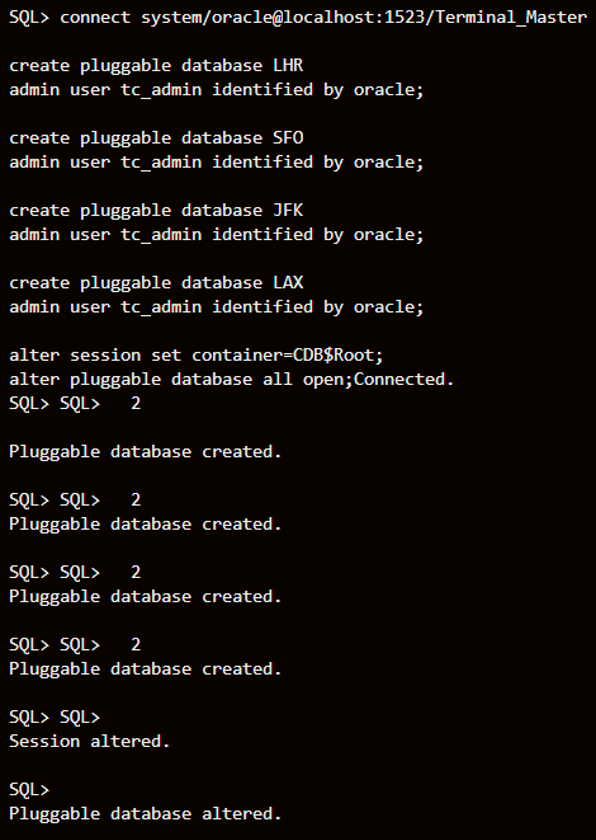 SQL> connect system/oracle@localhost:1523/Terminal_Master
create pluggable database LHR
admin user tc_admin identified by oracle;
create pluggable database SFO
admin user tc_admin identified by oracle;
create pluggable database JFK
admin user tc_admin identified by oracle;
create pluggable database LAX
admin user tc_admin identified by oracle;
alter session set container=CDB$Root;
alter pluggable database all open;Connected.
SQL> SQL>   2
Pluggable database created.
SQL> SQL>   2
Pluggable database created.
SQL> SQL>   2
Pluggable database created.
SQL> SQL>   2
Pluggable database created.
SQL> SQL>
Session altered.
SQL>
Pluggable database altered.